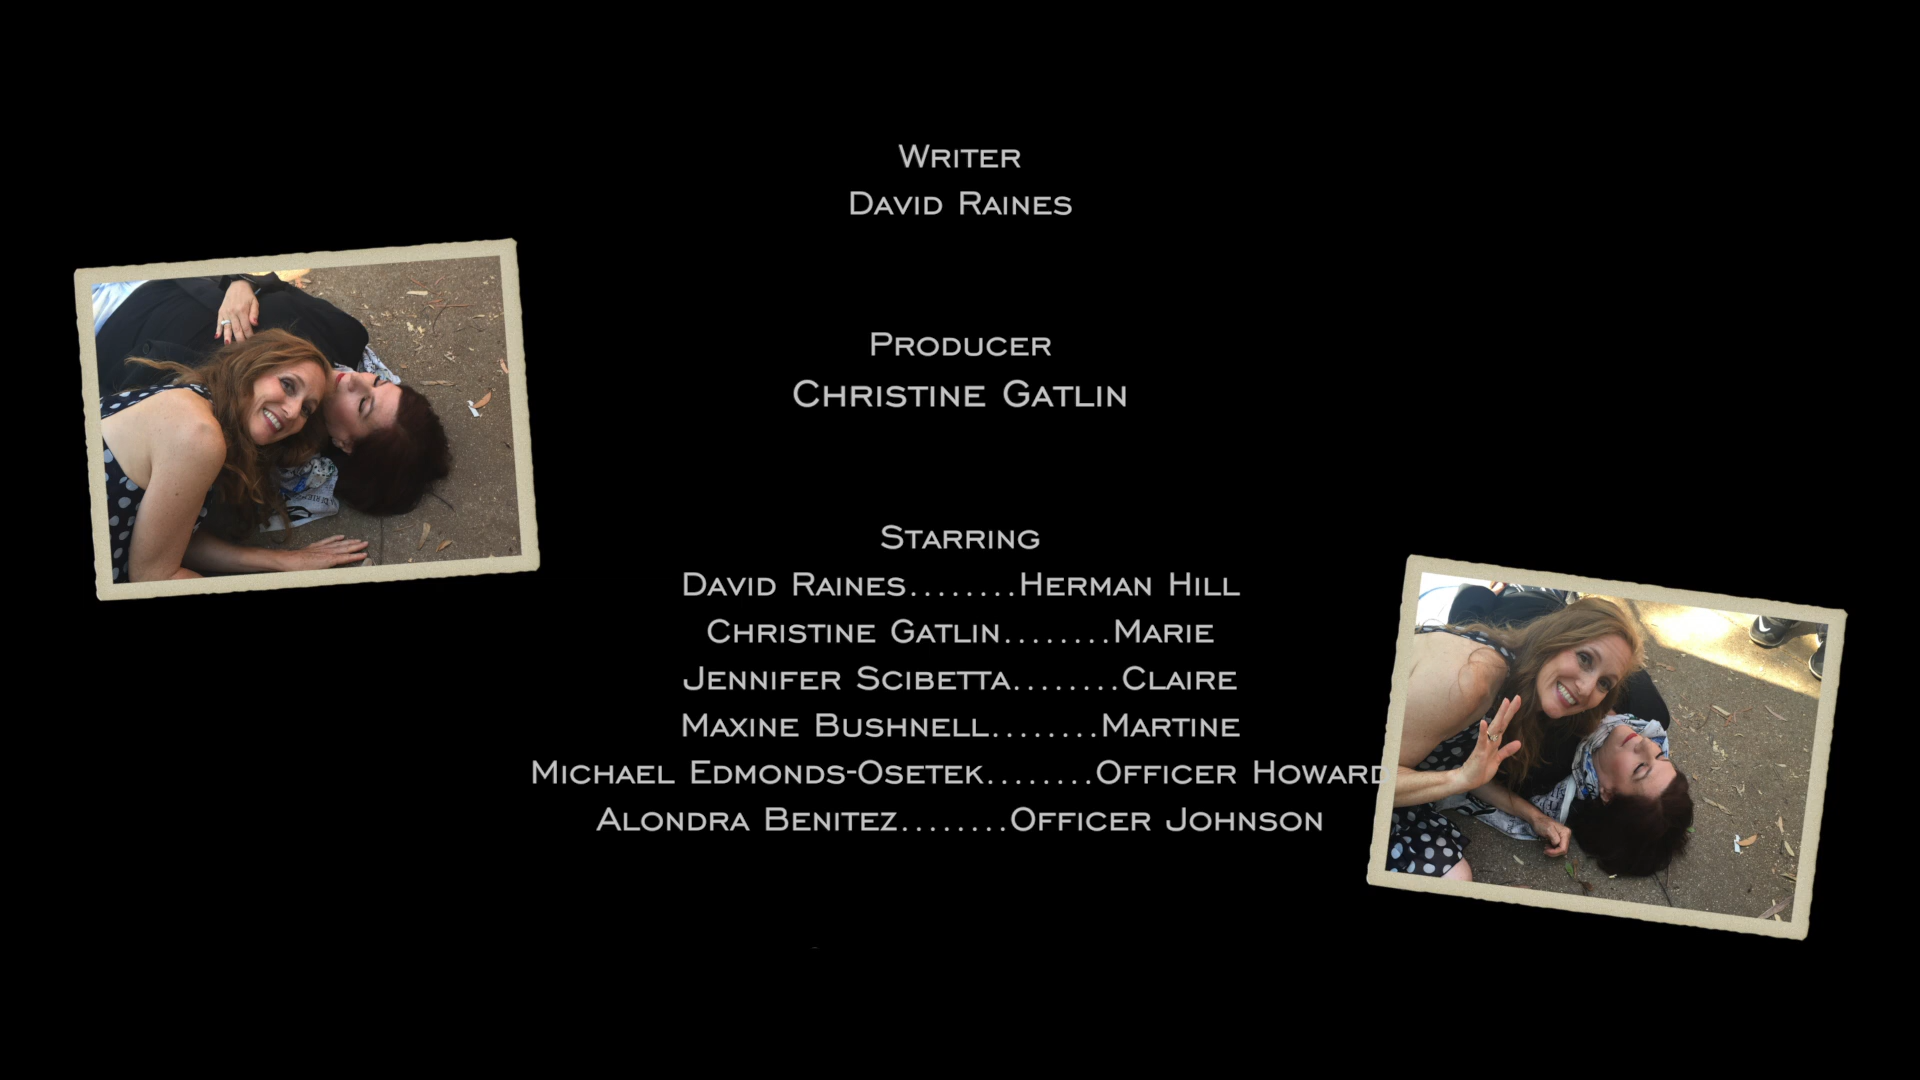 Writer
David Raines
Producer
Christine Gatlin
Starring
David Raines........Herman Hill
Christine Gatlin........Marie
Jennifer Scibetta........Claire
Maxine Bushnell........Martine
Michael Edmonds-Osetek........Officer Howard
Alondra Benitez........Officer Johnson